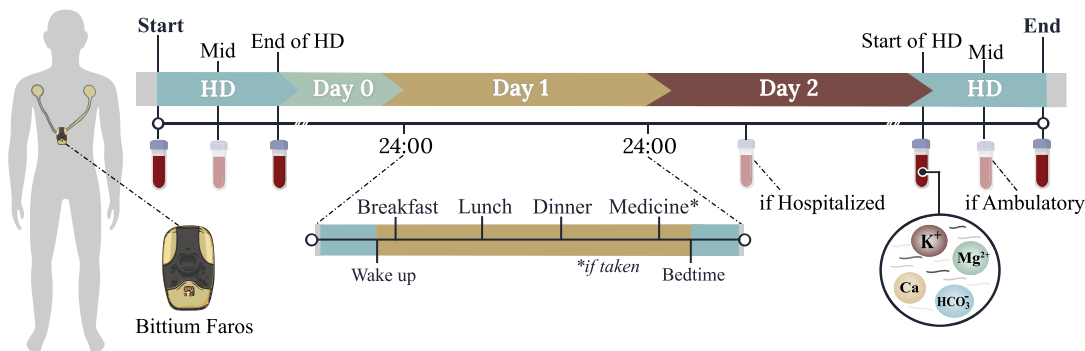 Start
Mid
End of HD
Start of HD
Mid
End
HD
Day 0
Day 1
Day 2
HD
24:00
24:00
if Hospitalized
if Ambulatory
Breakfast
Lunch
Dinner
Medicine*
*if taken
Wake up
Bedtime
K⁺
Mg²⁺
Ca
HCO₃⁻
Bittium Faros